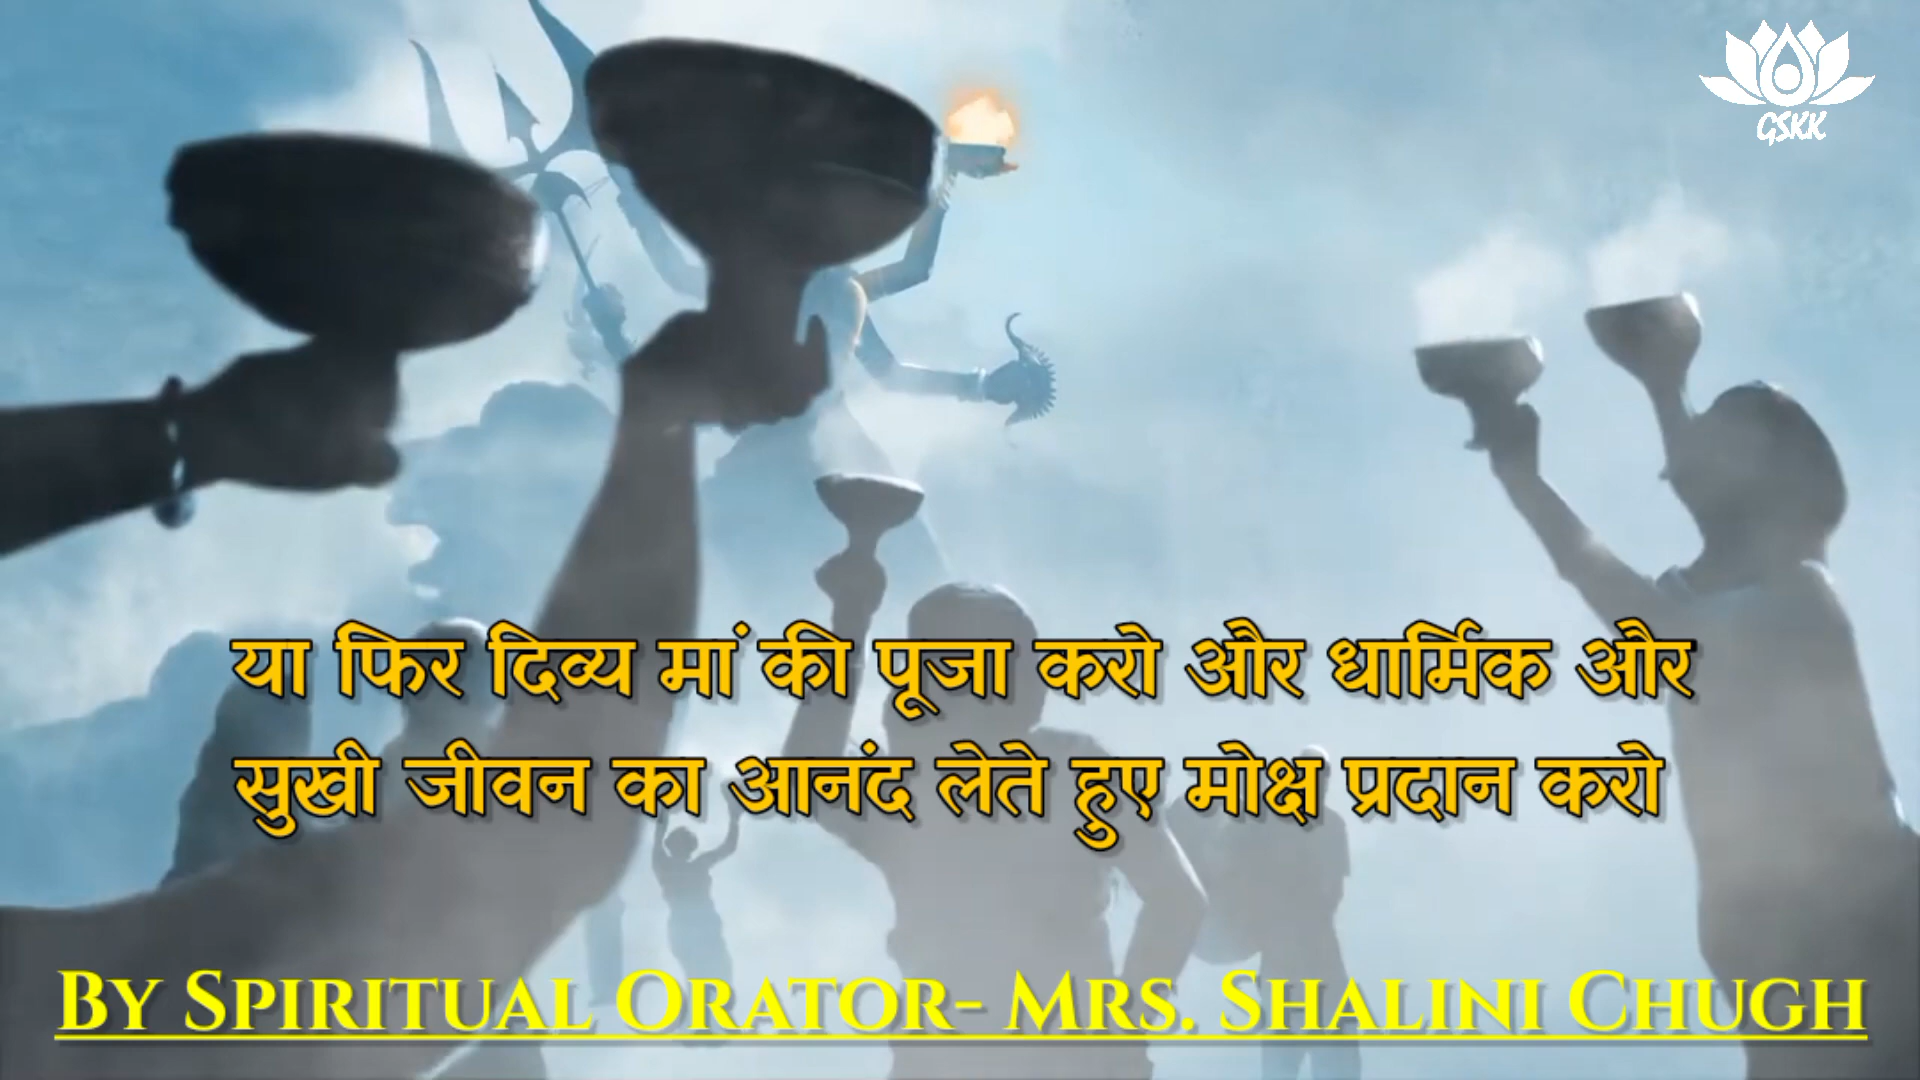 GSKK
या फिर दिव्य मां की पूजा करो और धार्मिक और
सुखी जीवन का आनंद लेते हुए मोक्ष प्रदान करो
By Spiritual Orator- Mrs. Shalini Chugh